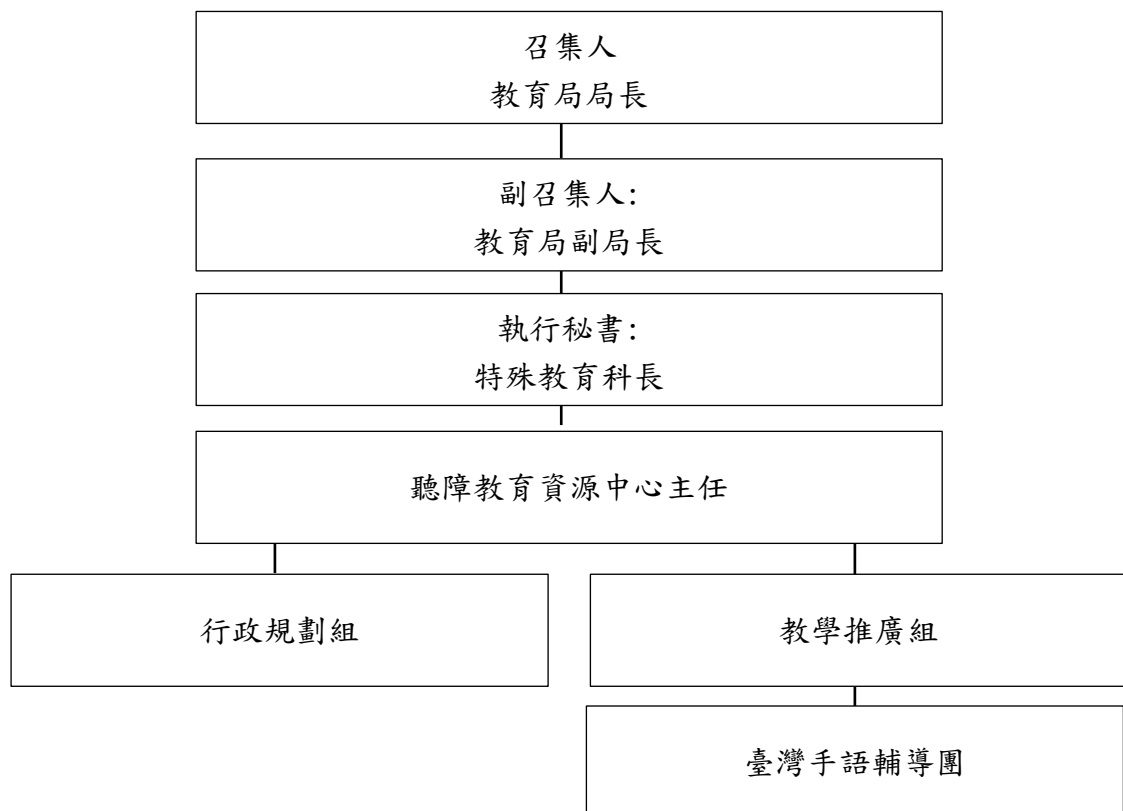 召集人
教育局局長
副召集人:
教育局副局長
執行秘書:
特殊教育科長
聽障教育資源中心主任
行政規劃組
教學推廣組
臺灣手語輔導團